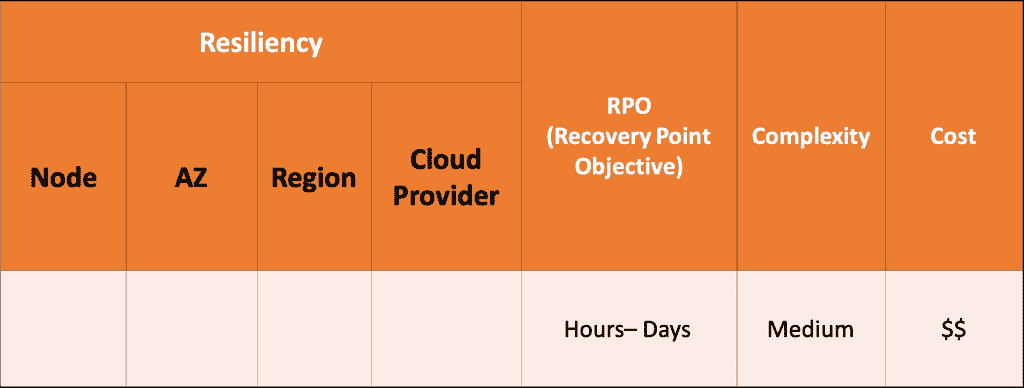 Resiliency
RPO
(Recovery Point
Objective)
Complexity
Cost
Node
AZ
Region
Cloud
Provider
Hours– Days
Medium
$$